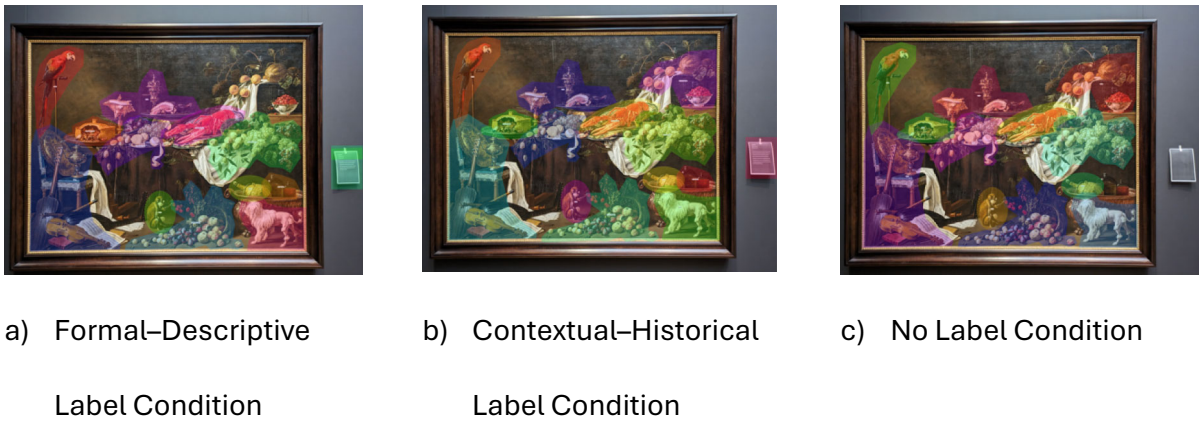 a) Formal–Descriptive
Label Condition
b) Contextual–Historical
Label Condition
c) No Label Condition